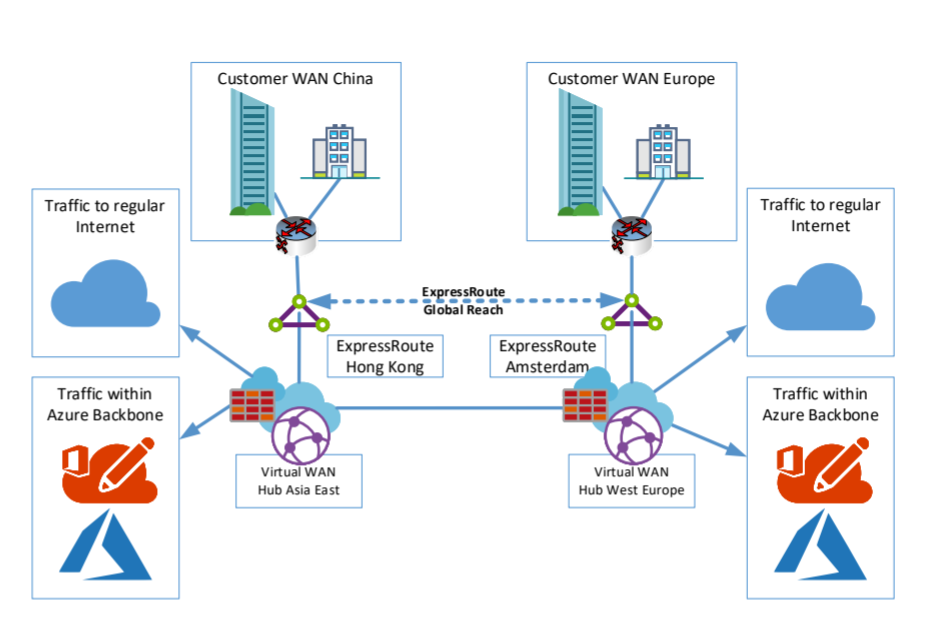 Customer WAN China
Customer WAN Europe
Traffic to regular
Internet
Traffic to regular
Internet
ExpressRoute
Global Reach
ExpressRoute
Hong Kong
ExpressRoute
Amsterdam
Traffic within
Azure Backbone
Traffic within
Azure Backbone
Virtual WAN
Hub Asia East
Virtual WAN
Hub West Europe